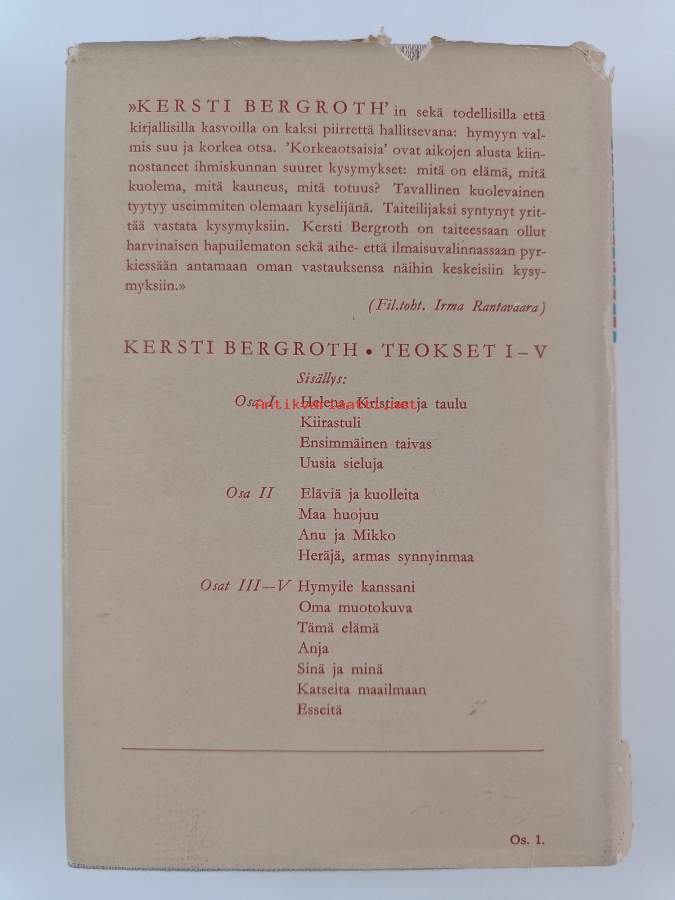 »KERSTI BERGROTH'in sekä todellisilla että
kirjallisilla kasvoilla on kaksi piirrettä hallitsevana: hymyyn val-
mis suu ja korkea otsa. 'Korkeaotsaisia' ovat aikojen alusta kiin-
nostaneet ihmiskunnan suuret kysymykset: mitä on elämä, mitä
kuolema, mitä kauneus, mitä totuus? Tavallinen kuolevainen
tyytyy useimmiten olemaan kyselijänä. Taiteilijaksi syntynyt yrit-
tää vastata kysymyksiin. Kersti Bergroth on taiteessaan ollut
harvinaisen hapuilematon sekä aihe- että ilmaisuvalinnassaan pyr-
kiessään antamaan oman vastauksensa näihin keskeisiin kysy-
myksiin.»
(Fil.toht. Irma Rantavaara)
KERSTI BERGROTH • TEOKSET I–V
Sisällys:
Osa I Helena, Kristian ja taulu
Antikvariaatti.net
Kiirastuli
Ensimmäinen taivas
Uusia sieluja
Osa II Eläviä ja kuolleita
Maa huojuu
Anu ja Mikko
Heräjä, armas synnyinmaa
Osat III—V Hymyile kanssani
Oma muotokuva
Tämä elämä
Anja
Sinä ja minä
Katseita maailmaan
Esseitä
Os. 1.